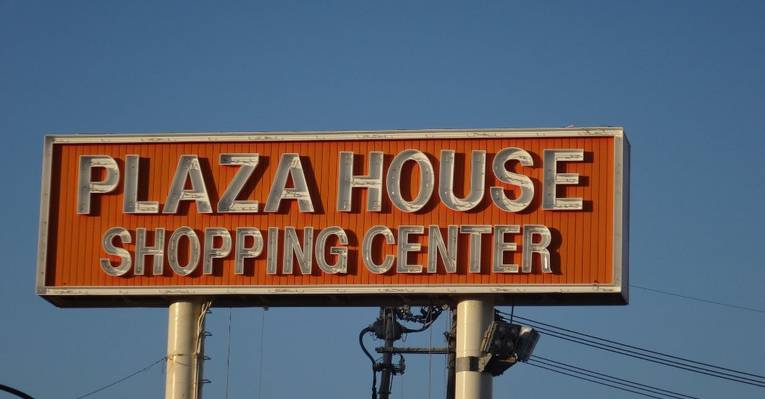 PLAZA HOUSE
SHOPPING CENTER